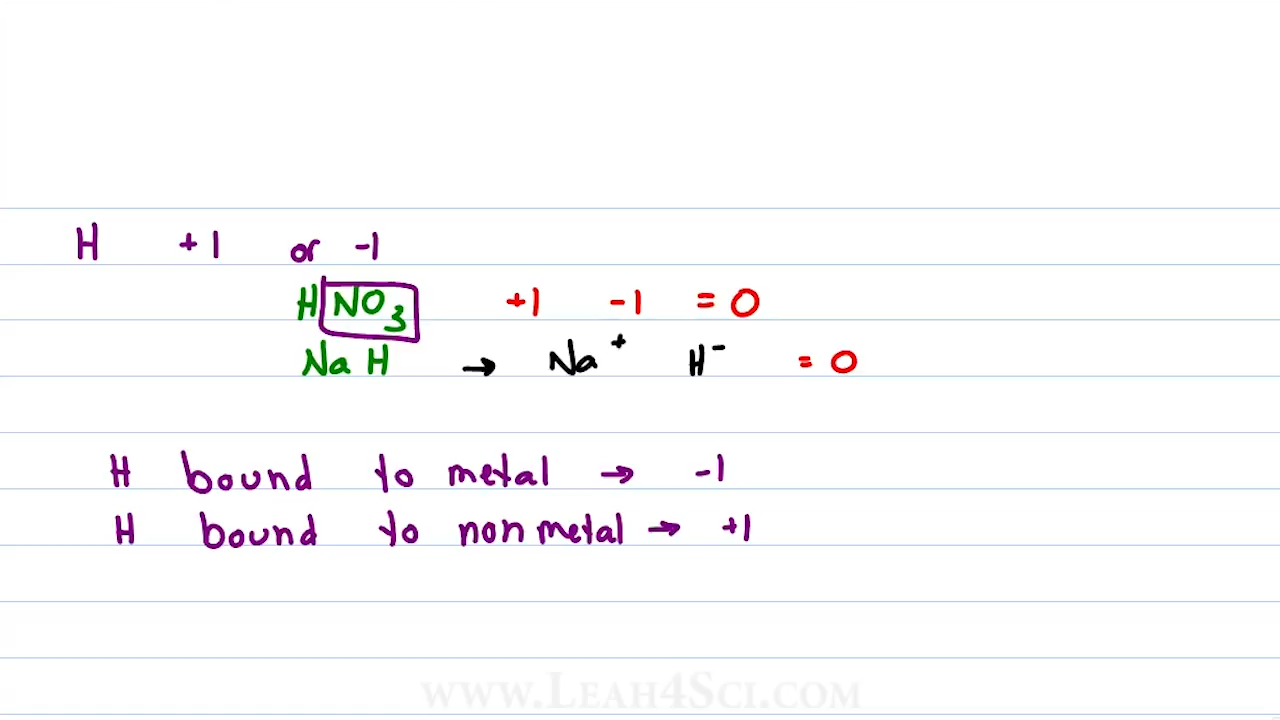 H +1 or -1
HNO₃ +1 -1 = 0
NaH → Na⁺ H⁻ = 0
H bound to metal → -1
H bound to nonmetal → +1
www.Leah4Sci.com